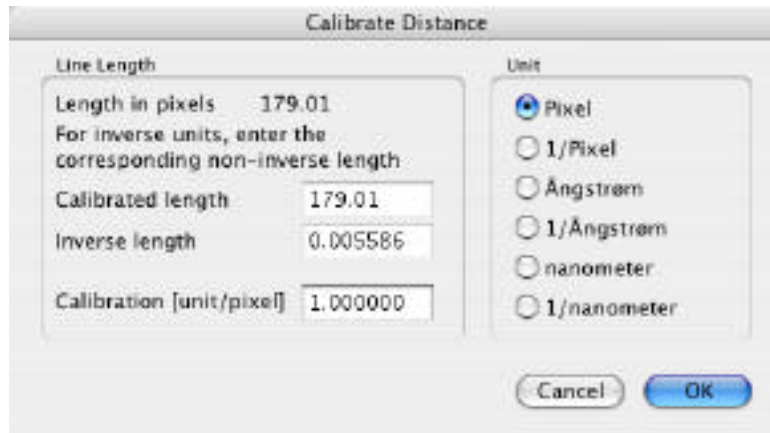 Calibrate Distance
Line Length
Length in pixels 179.01
For inverse units, enter the
corresponding non-inverse length
Calibrated length 179.01
Inverse length 0.005586
Calibration [unit/pixel] 1.000000
Unit
Pixel
1/Pixel
Ångstrøm
1/Ångstrøm
nanometer
1/nanometer
Cancel OK